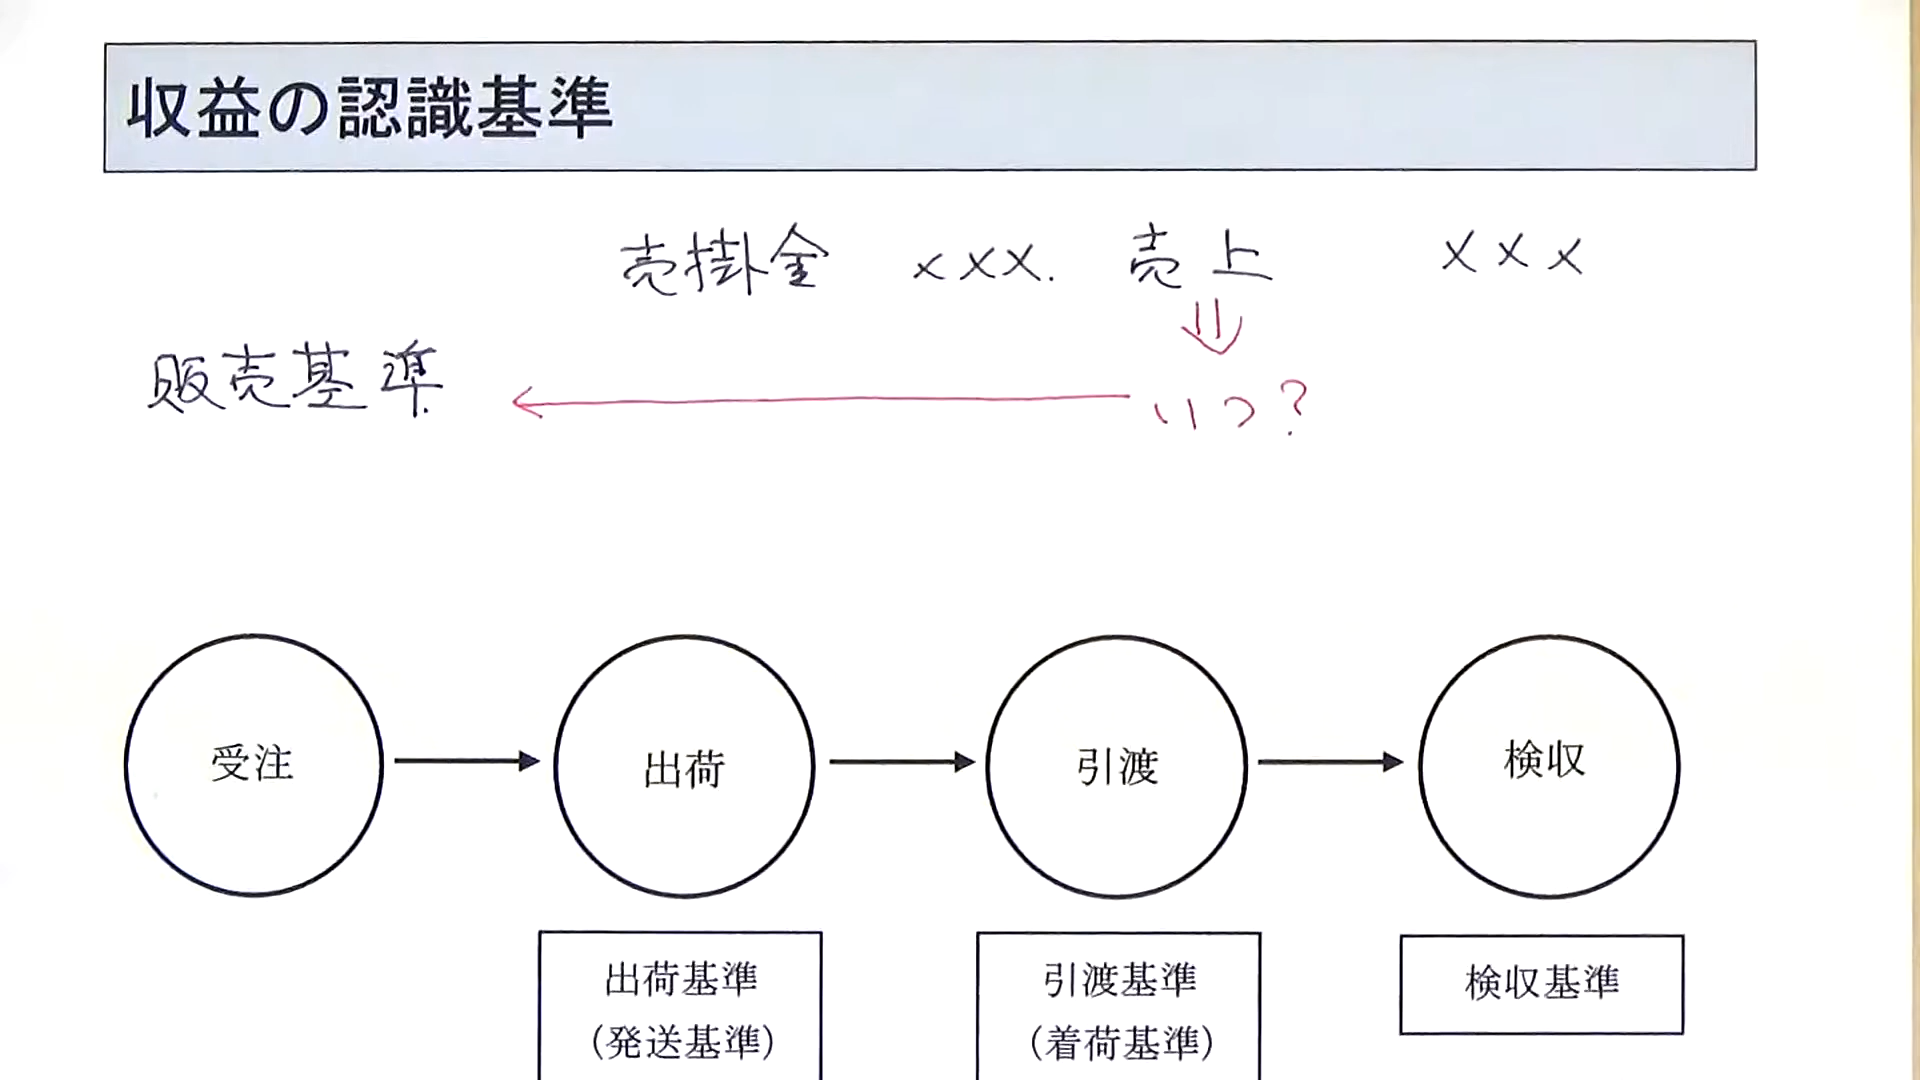 収益の認識基準
売掛金 xxx. 売上 xxx
販売基準 いつ?
受注 出荷 引渡 検収
出荷基準 引渡基準 検収基準
(発送基準) (着荷基準)